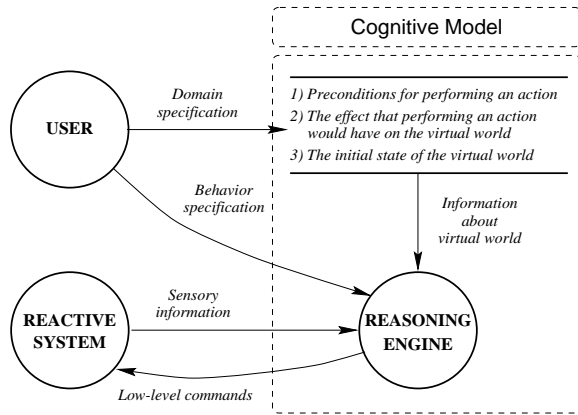 Cognitive Model
Domain
specification
1) Preconditions for performing an action
2) The effect that performing an action
would have on the virtual world
3) The initial state of the virtual world
USER
Behavior
specification
Information
about
virtual world
Sensory
information
REACTIVE
SYSTEM
REASONING
ENGINE
Low-level commands